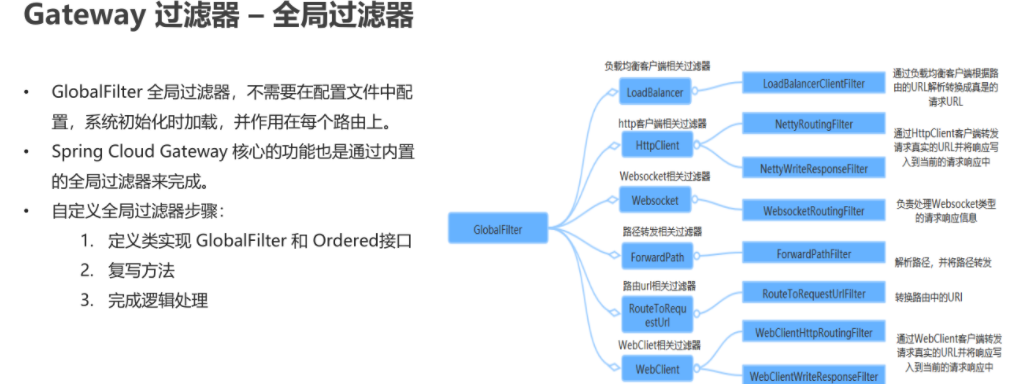 Gateway 过滤器 – 全局过滤器
• GlobalFilter 全局过滤器，不需要在配置文件中配
置，系统初始化时加载，并作用在每个路由上。
• Spring Cloud Gateway 核心的功能也是通过内置
的全局过滤器来完成。
• 自定义全局过滤器步骤：
1. 定义类实现 GlobalFilter 和 Ordered接口
2. 复写方法
3. 完成逻辑处理
GlobalFilter
负载均衡客户端相关过滤器
LoadBalancer
LoadBalancerClientFilter
通过负载均衡客户端根据路
由的URL解析转换成真是的
请求URL
http客户端相关过滤器
HttpClient
NettyRoutingFilter
NettyWriteResponseFilter
通过HttpClient客户端转发
请求真实的URL并将响应写
入到当前的请求响应中
Websocket相关过滤器
Websocket
WebsocketRoutingFilter
负责处理Websocket类型
的请求响应信息
路径转发相关过滤器
ForwardPath
ForwardPathFilter
解析路径，并将路径转发
路由url相关过滤器
RouteToRequ
estUrl
RouteToRequestUrlFilter
转换路由中的URI
WebCliet相关过滤器
WebClient
WebClientHttpRoutingFilter
WebClientWriteResponseFilter
通过WebClient客户端转发
请求真实的URL并将响应写
入到当前的请求响应中